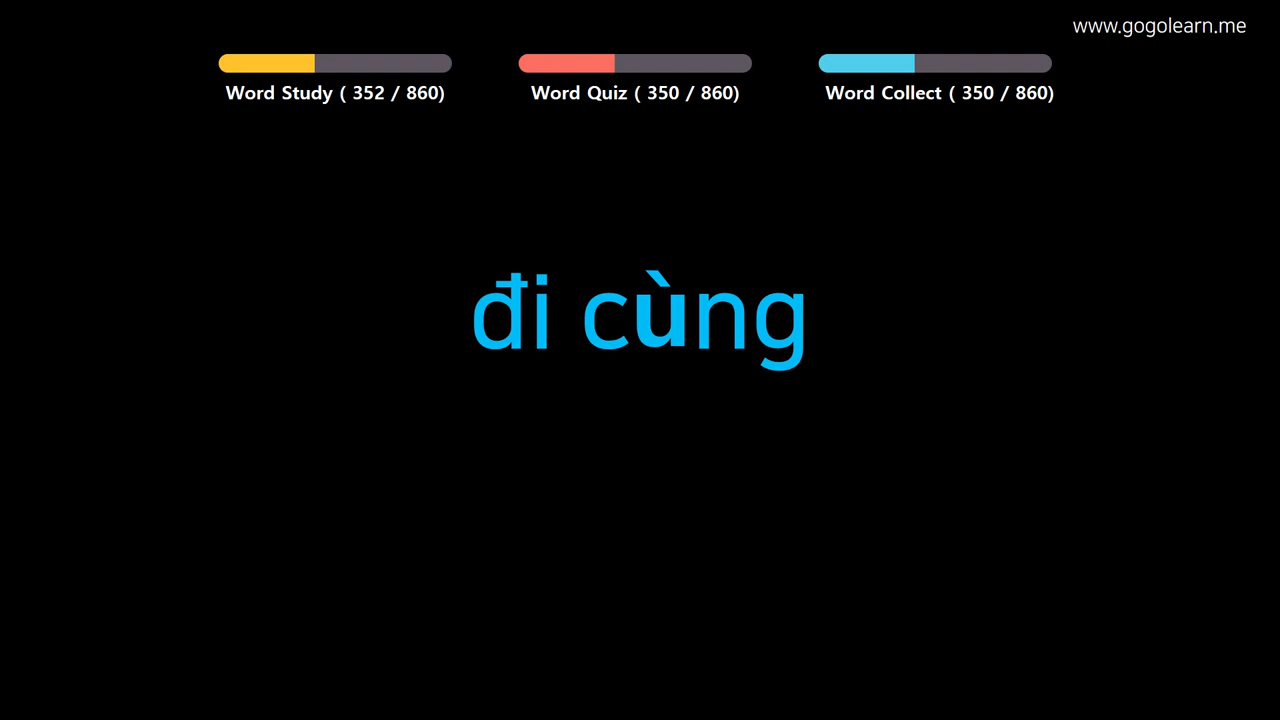 www.gogolearn.me
Word Study ( 352 / 860)
Word Quiz ( 350 / 860)
Word Collect ( 350 / 860)
đi cùng